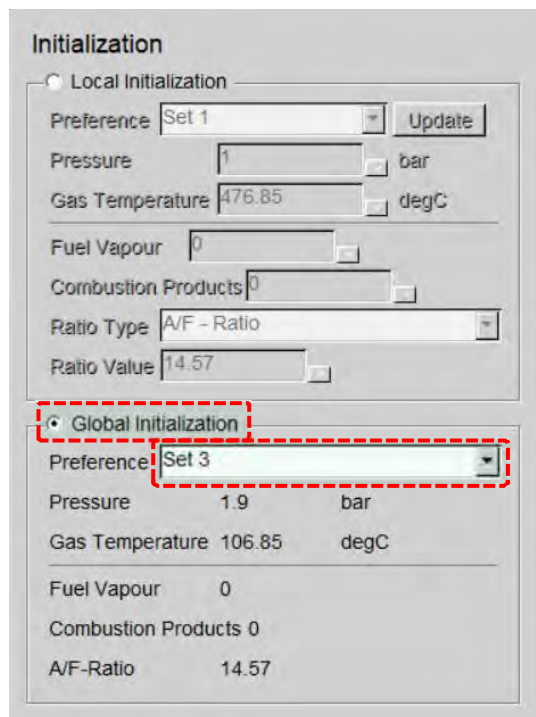 Initialization
Local Initialization
Preference Set 1 Update
Pressure 1 bar
Gas Temperature 476.85 degC
Fuel Vapour 0
Combustion Products 0
Ratio Type A/F - Ratio
Ratio Value 14.57
Global Initialization
Preference Set 3
Pressure 1.9 bar
Gas Temperature 106.85 degC
Fuel Vapour 0
Combustion Products 0
A/F-Ratio 14.57